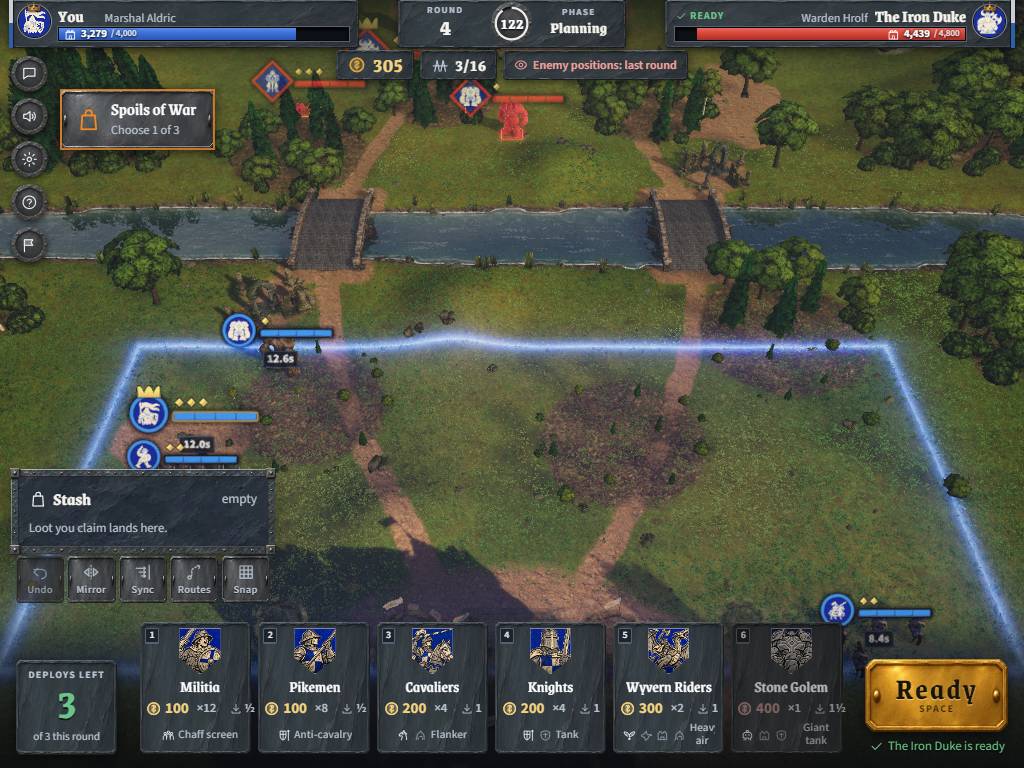 You Marshal Aldric
3,279 / 4,000
ROUND
4
122
PHASE
Planning
READY
Warden Hrolf The Iron Duke
4,439 / 4,800
305
3/16
Enemy positions: last round
Spoils of War
Choose 1 of 3
12.6s
12.0s
Stash empty
Loot you claim lands here.
Undo
Mirror
Sync
Routes
Snap
8.4s
DEPLOYS LEFT
3
of 3 this round
1
Militia
100 ×12 ½
Chaff screen
2
Pikemen
100 ×8 ½
Anti-cavalry
3
Cavaliers
200 ×4 1
Flanker
4
Knights
200 ×4 1
Tank
5
Wyvern Riders
300 ×2 1
Heav
air
6
Stone Golem
400 ×1 1½
Giant
tank
Ready
SPACE
The Iron Duke is ready